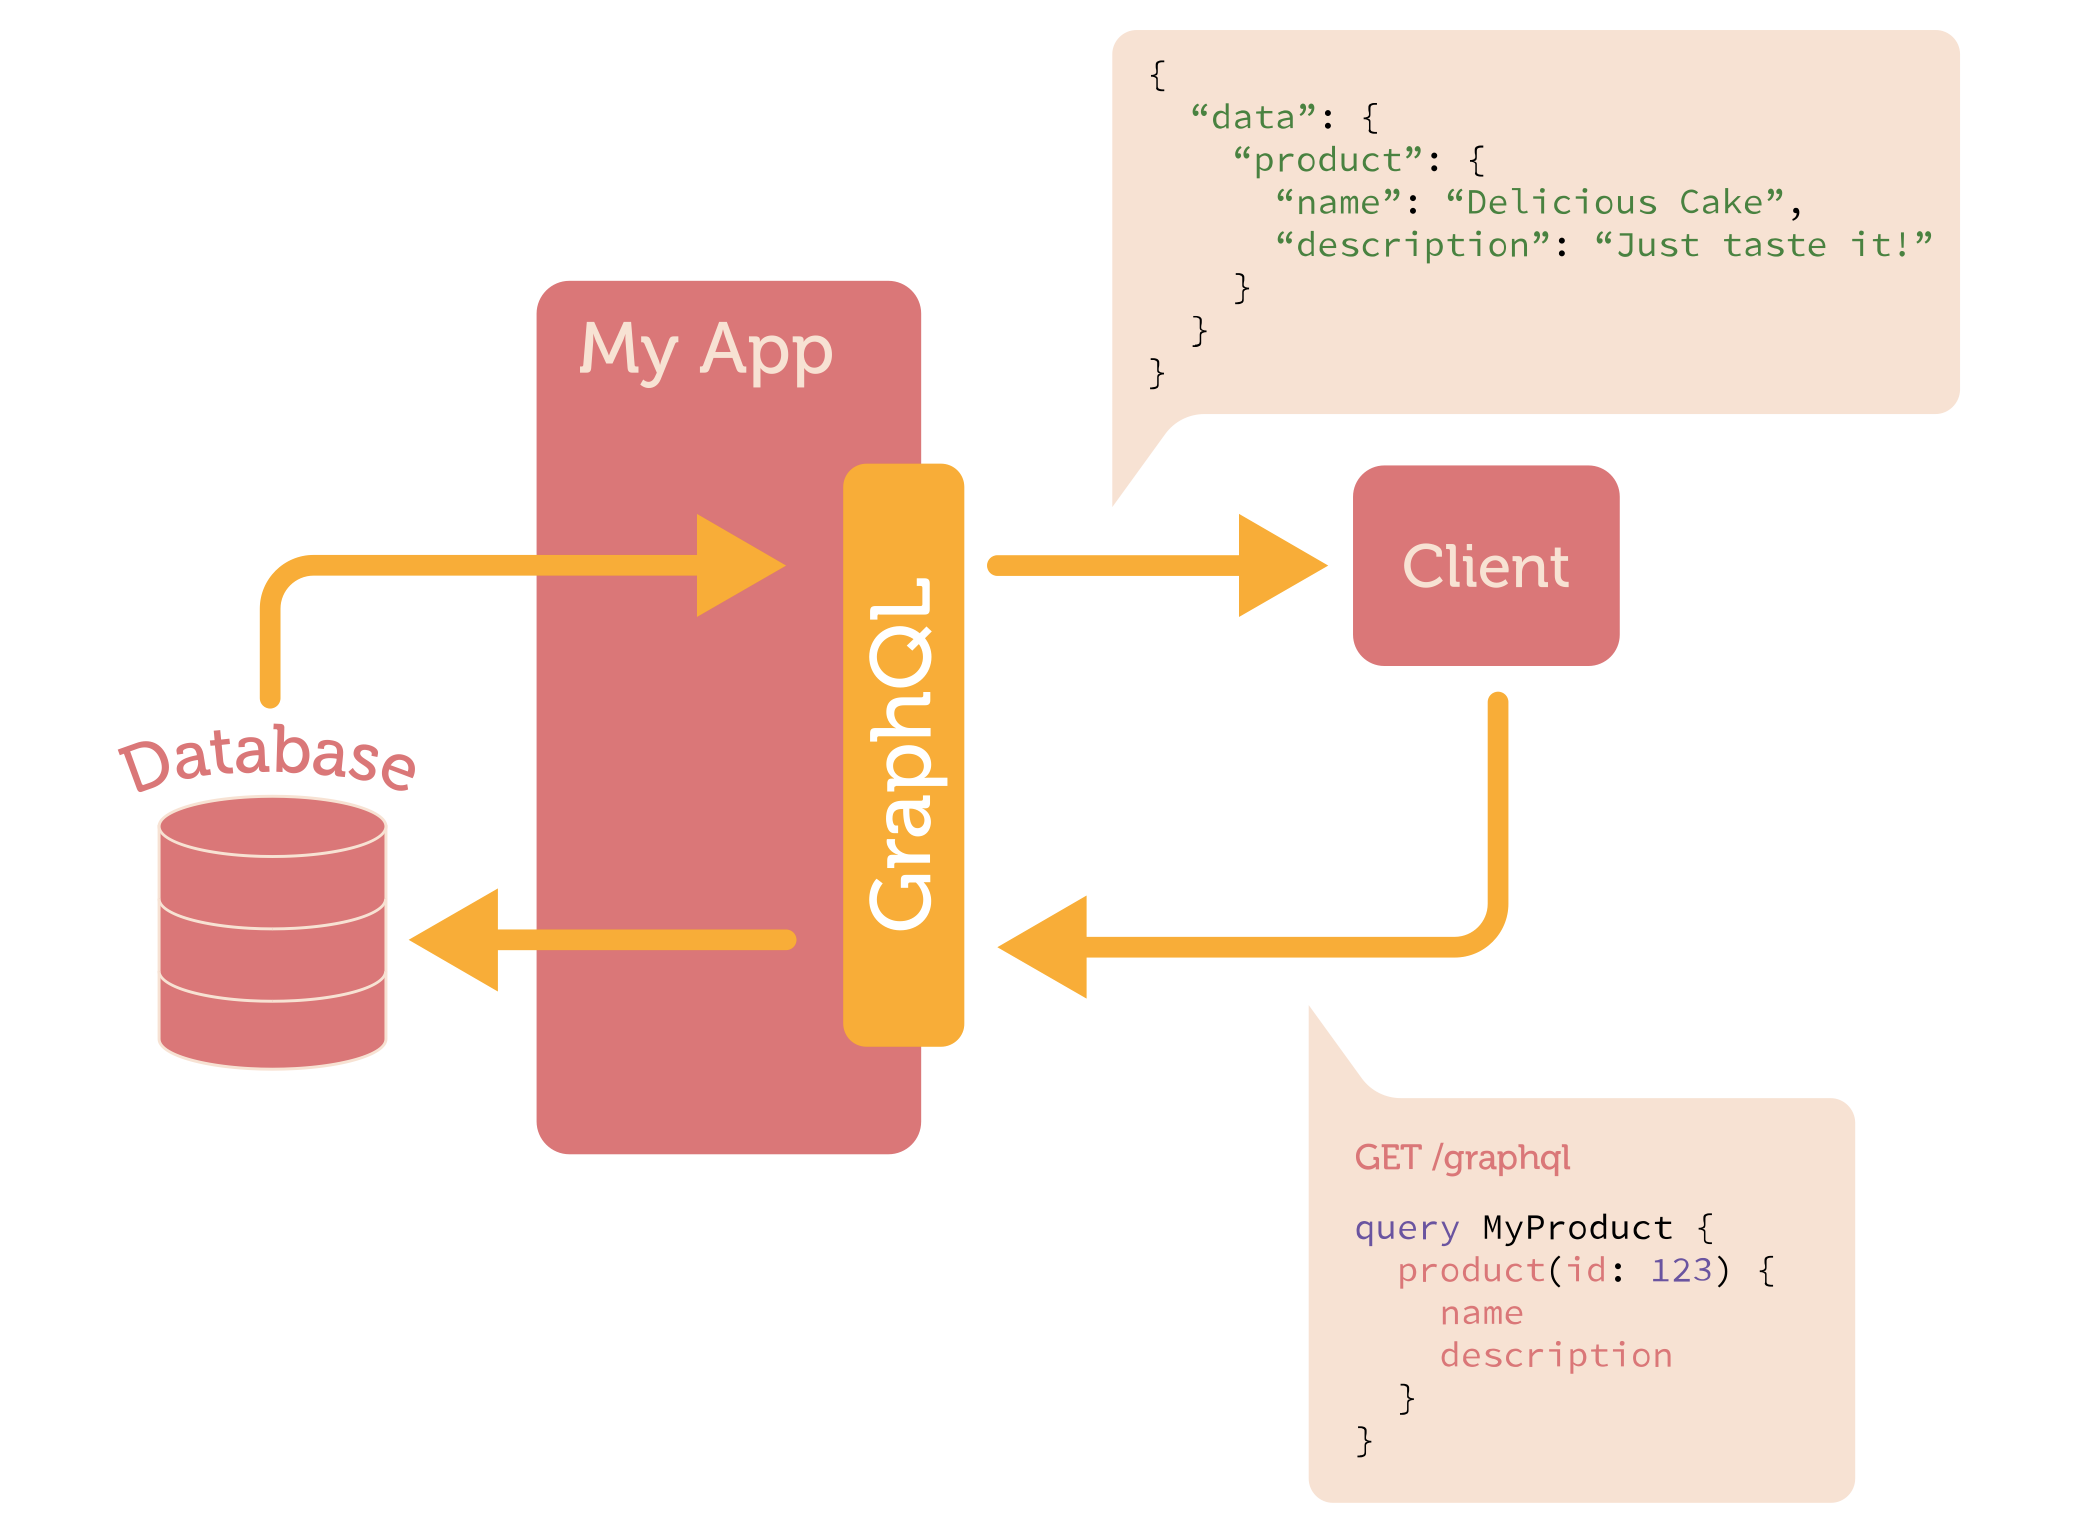 {
  “data”: {
    “product”: {
      “name”: “Delicious Cake”,
      “description”: “Just taste it!”
    }
  }
}
My App
GraphQL
Client
Database
GET /graphql
query MyProduct {
  product(id: 123) {
    name
    description
  }
}